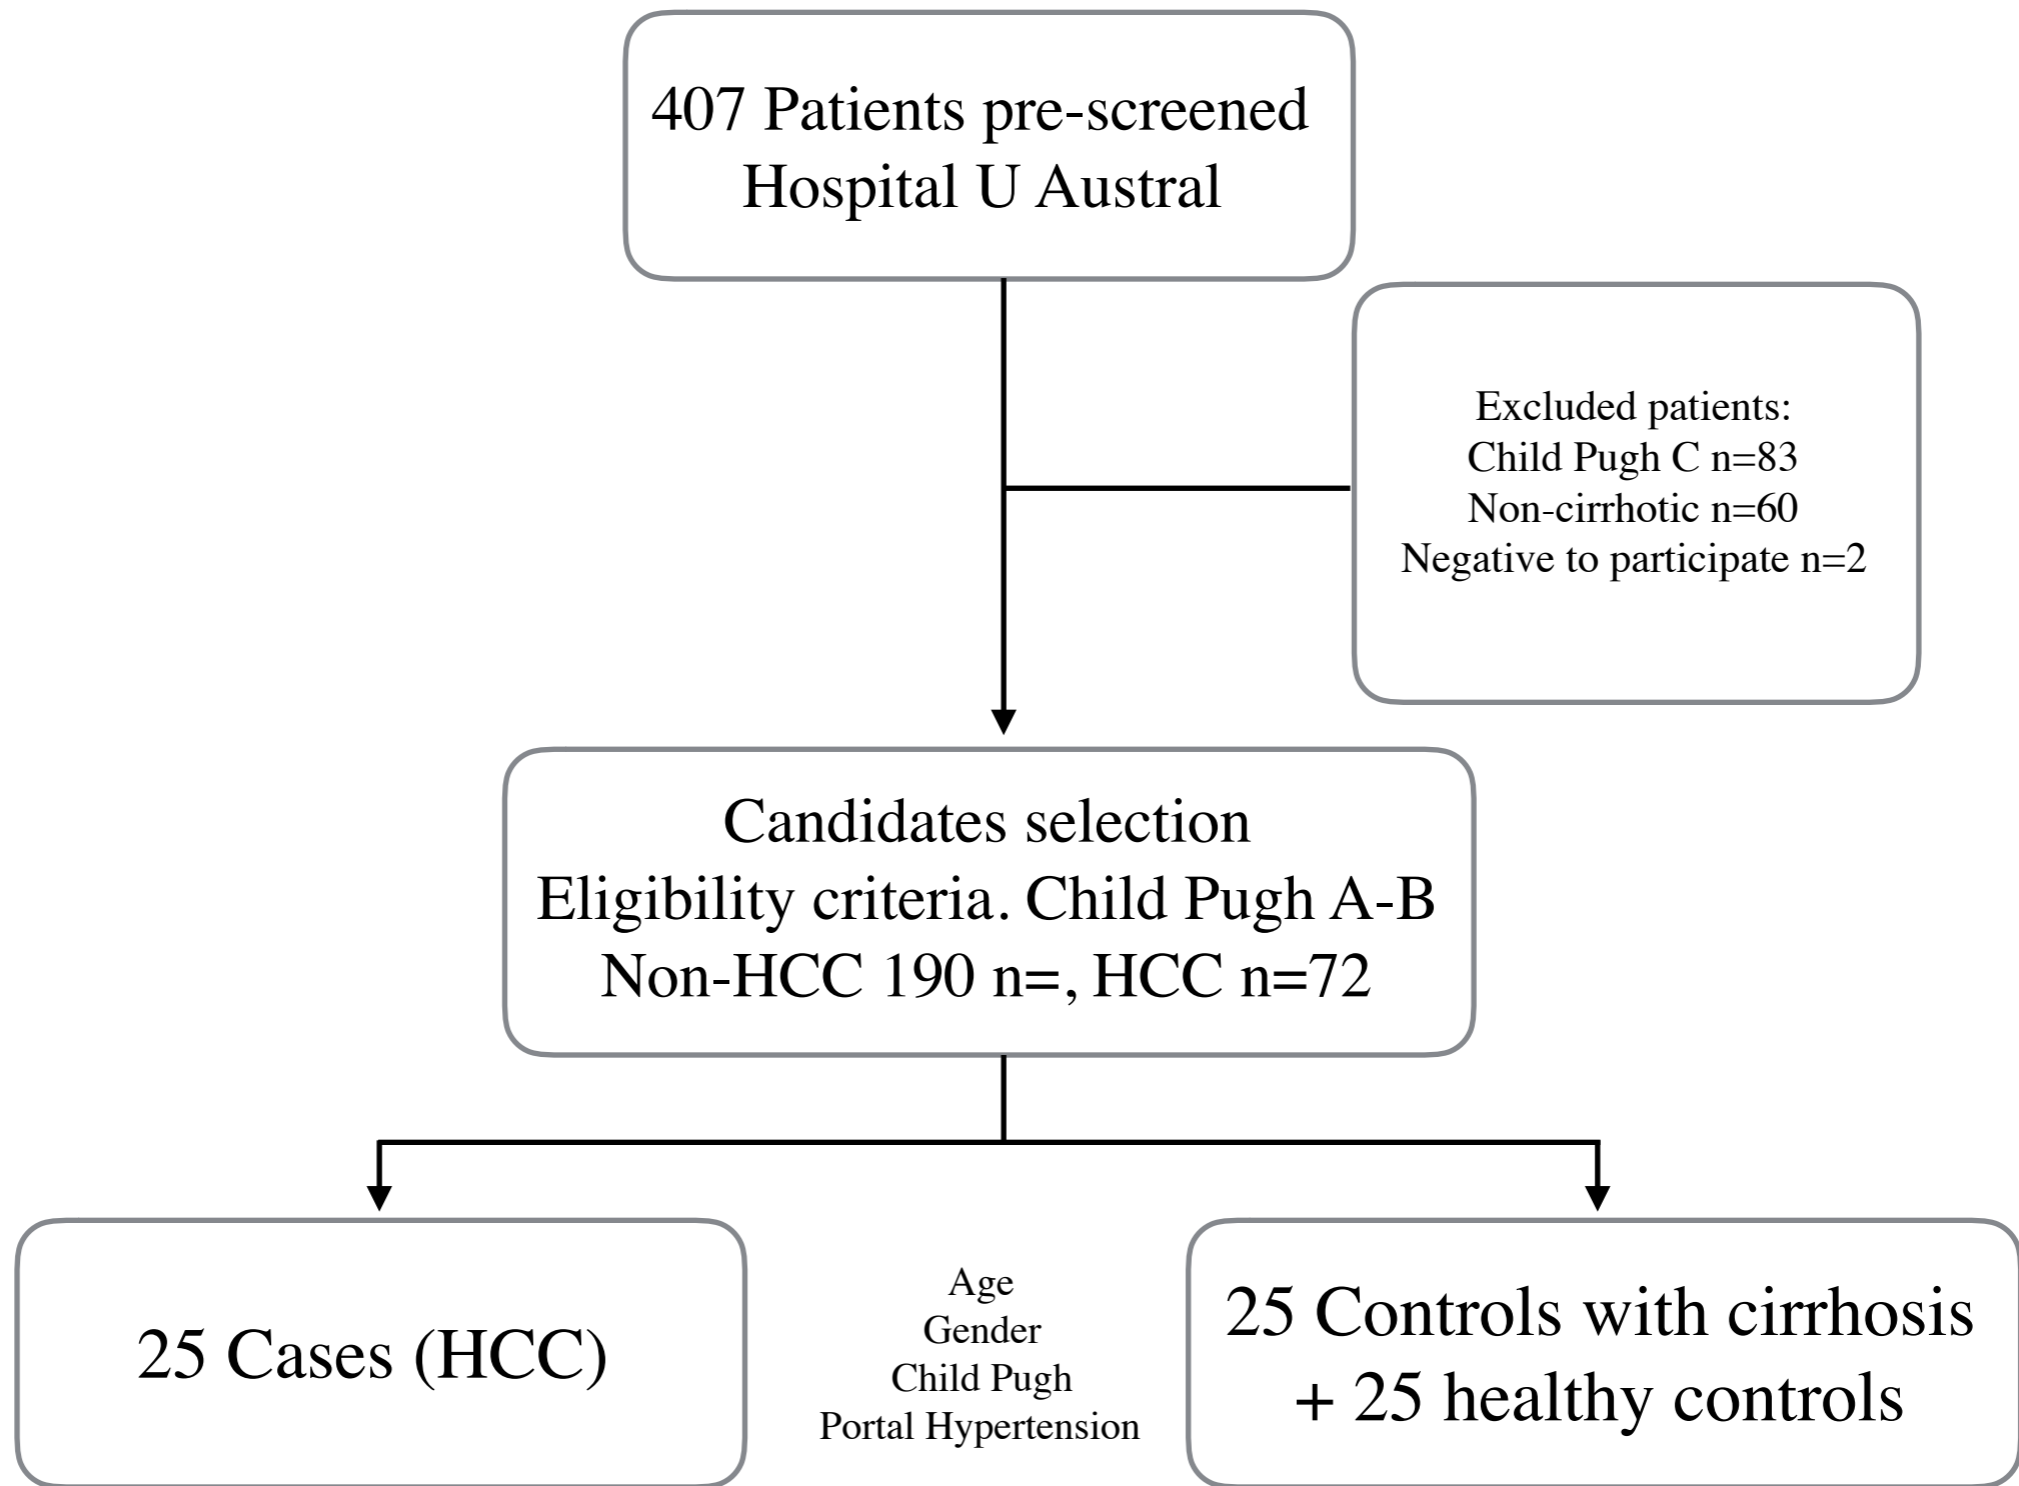 407 Patients pre-screened
Hospital U Austral
Excluded patients:
Child Pugh C n=83
Non-cirrhotic n=60
Negative to participate n=2
Candidates selection
Eligibility criteria. Child Pugh A-B
Non-HCC 190 n=, HCC n=72
25 Cases (HCC)
Age
Gender
Child Pugh
Portal Hypertension
25 Controls with cirrhosis
+ 25 healthy controls